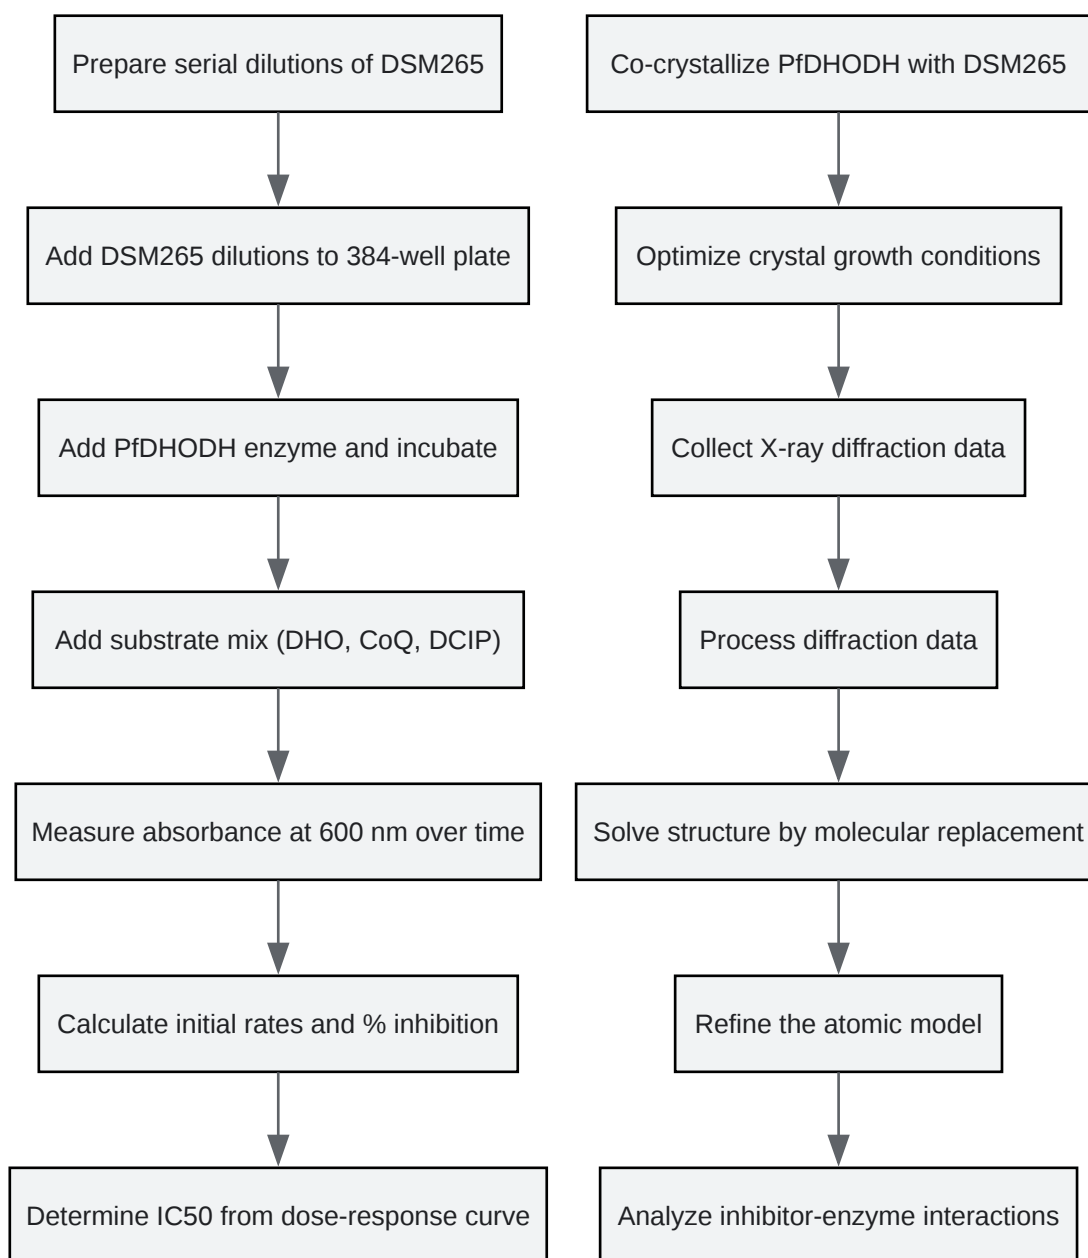 Prepare serial dilutions of DSM265
Add DSM265 dilutions to 384-well plate
Add PfDHODH enzyme and incubate
Add substrate mix (DHO, CoQ, DCIP)
Measure absorbance at 600 nm over time
Calculate initial rates and % inhibition
Determine IC50 from dose-response curve
Co-crystallize PfDHODH with DSM265
Optimize crystal growth conditions
Collect X-ray diffraction data
Process diffraction data
Solve structure by molecular replacement
Refine the atomic model
Analyze inhibitor-enzyme interactions